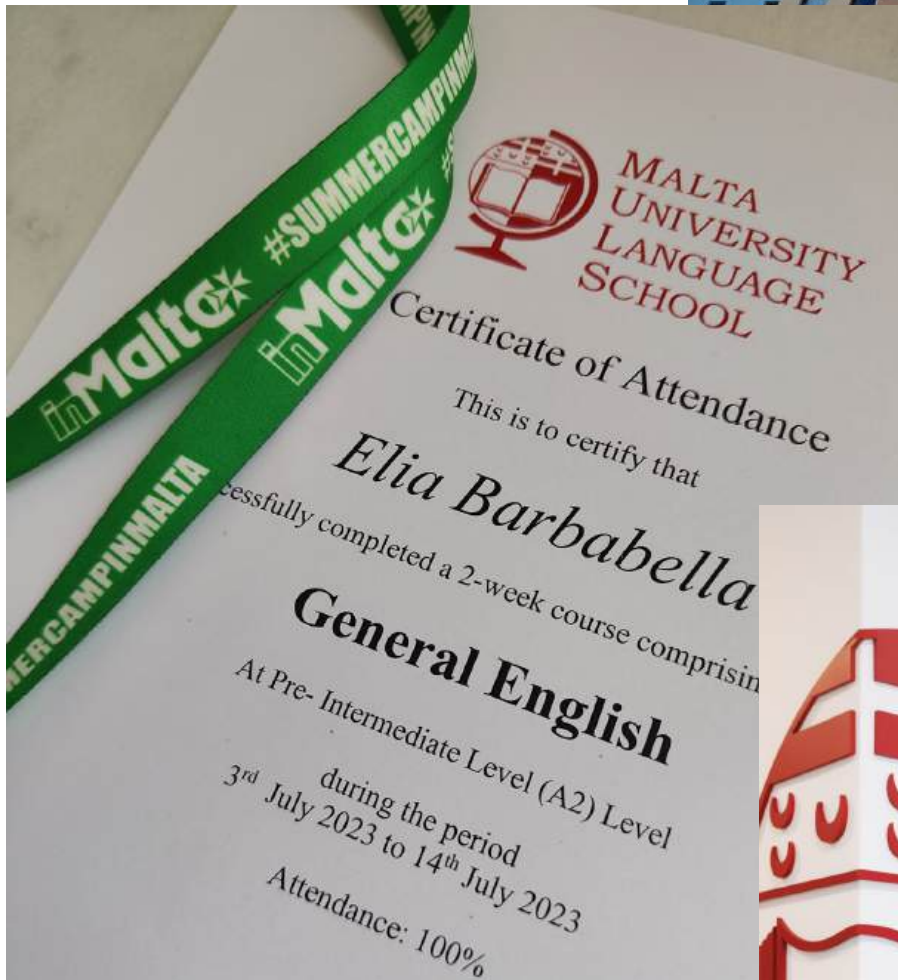 #SUMMERCAMPINMALTA
inMalta
inMalta
MALTA
UNIVERSITY
LANGUAGE
SCHOOL
Certificate of Attendance
This is to certify that
Elia Barbabella
cessfully completed a 2-week course comprisin
General English
At Pre- Intermediate Level (A2) Level
during the period
3rd July 2023 to 14th July 2023
Attendance: 100%
MERCAMPINMALTA